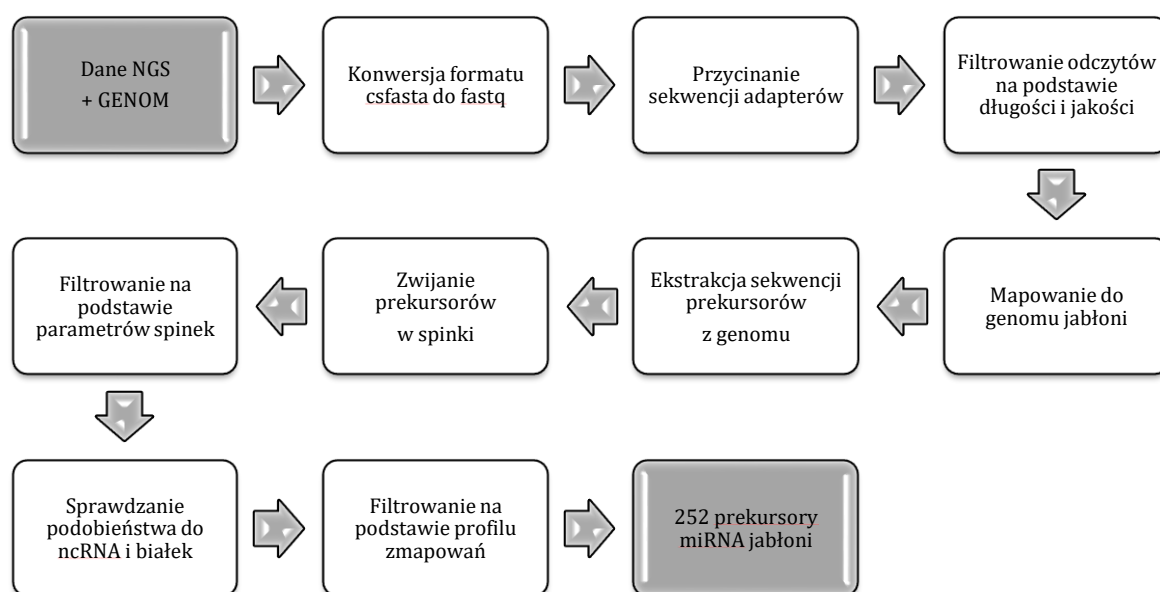 Dane NGS
+ GENOM
Konwersja formatu
csfasta do fastq
Przycinanie
sekwencji adapterów
Filtrowanie odczytów
na podstawie
długości i jakości
Mapowanie do
genomu jabłoni
Ekstrakcja sekwencji
prekursorów
z genomu
Zwijanie
prekursorów
w spinki
Filtrowanie na
podstawie
parametrów spinek
Sprawdzanie
podobieństwa do
ncRNA i białek
Filtrowanie na
podstawie profilu
zmapowań
252 prekursory
miRNA jabłoni